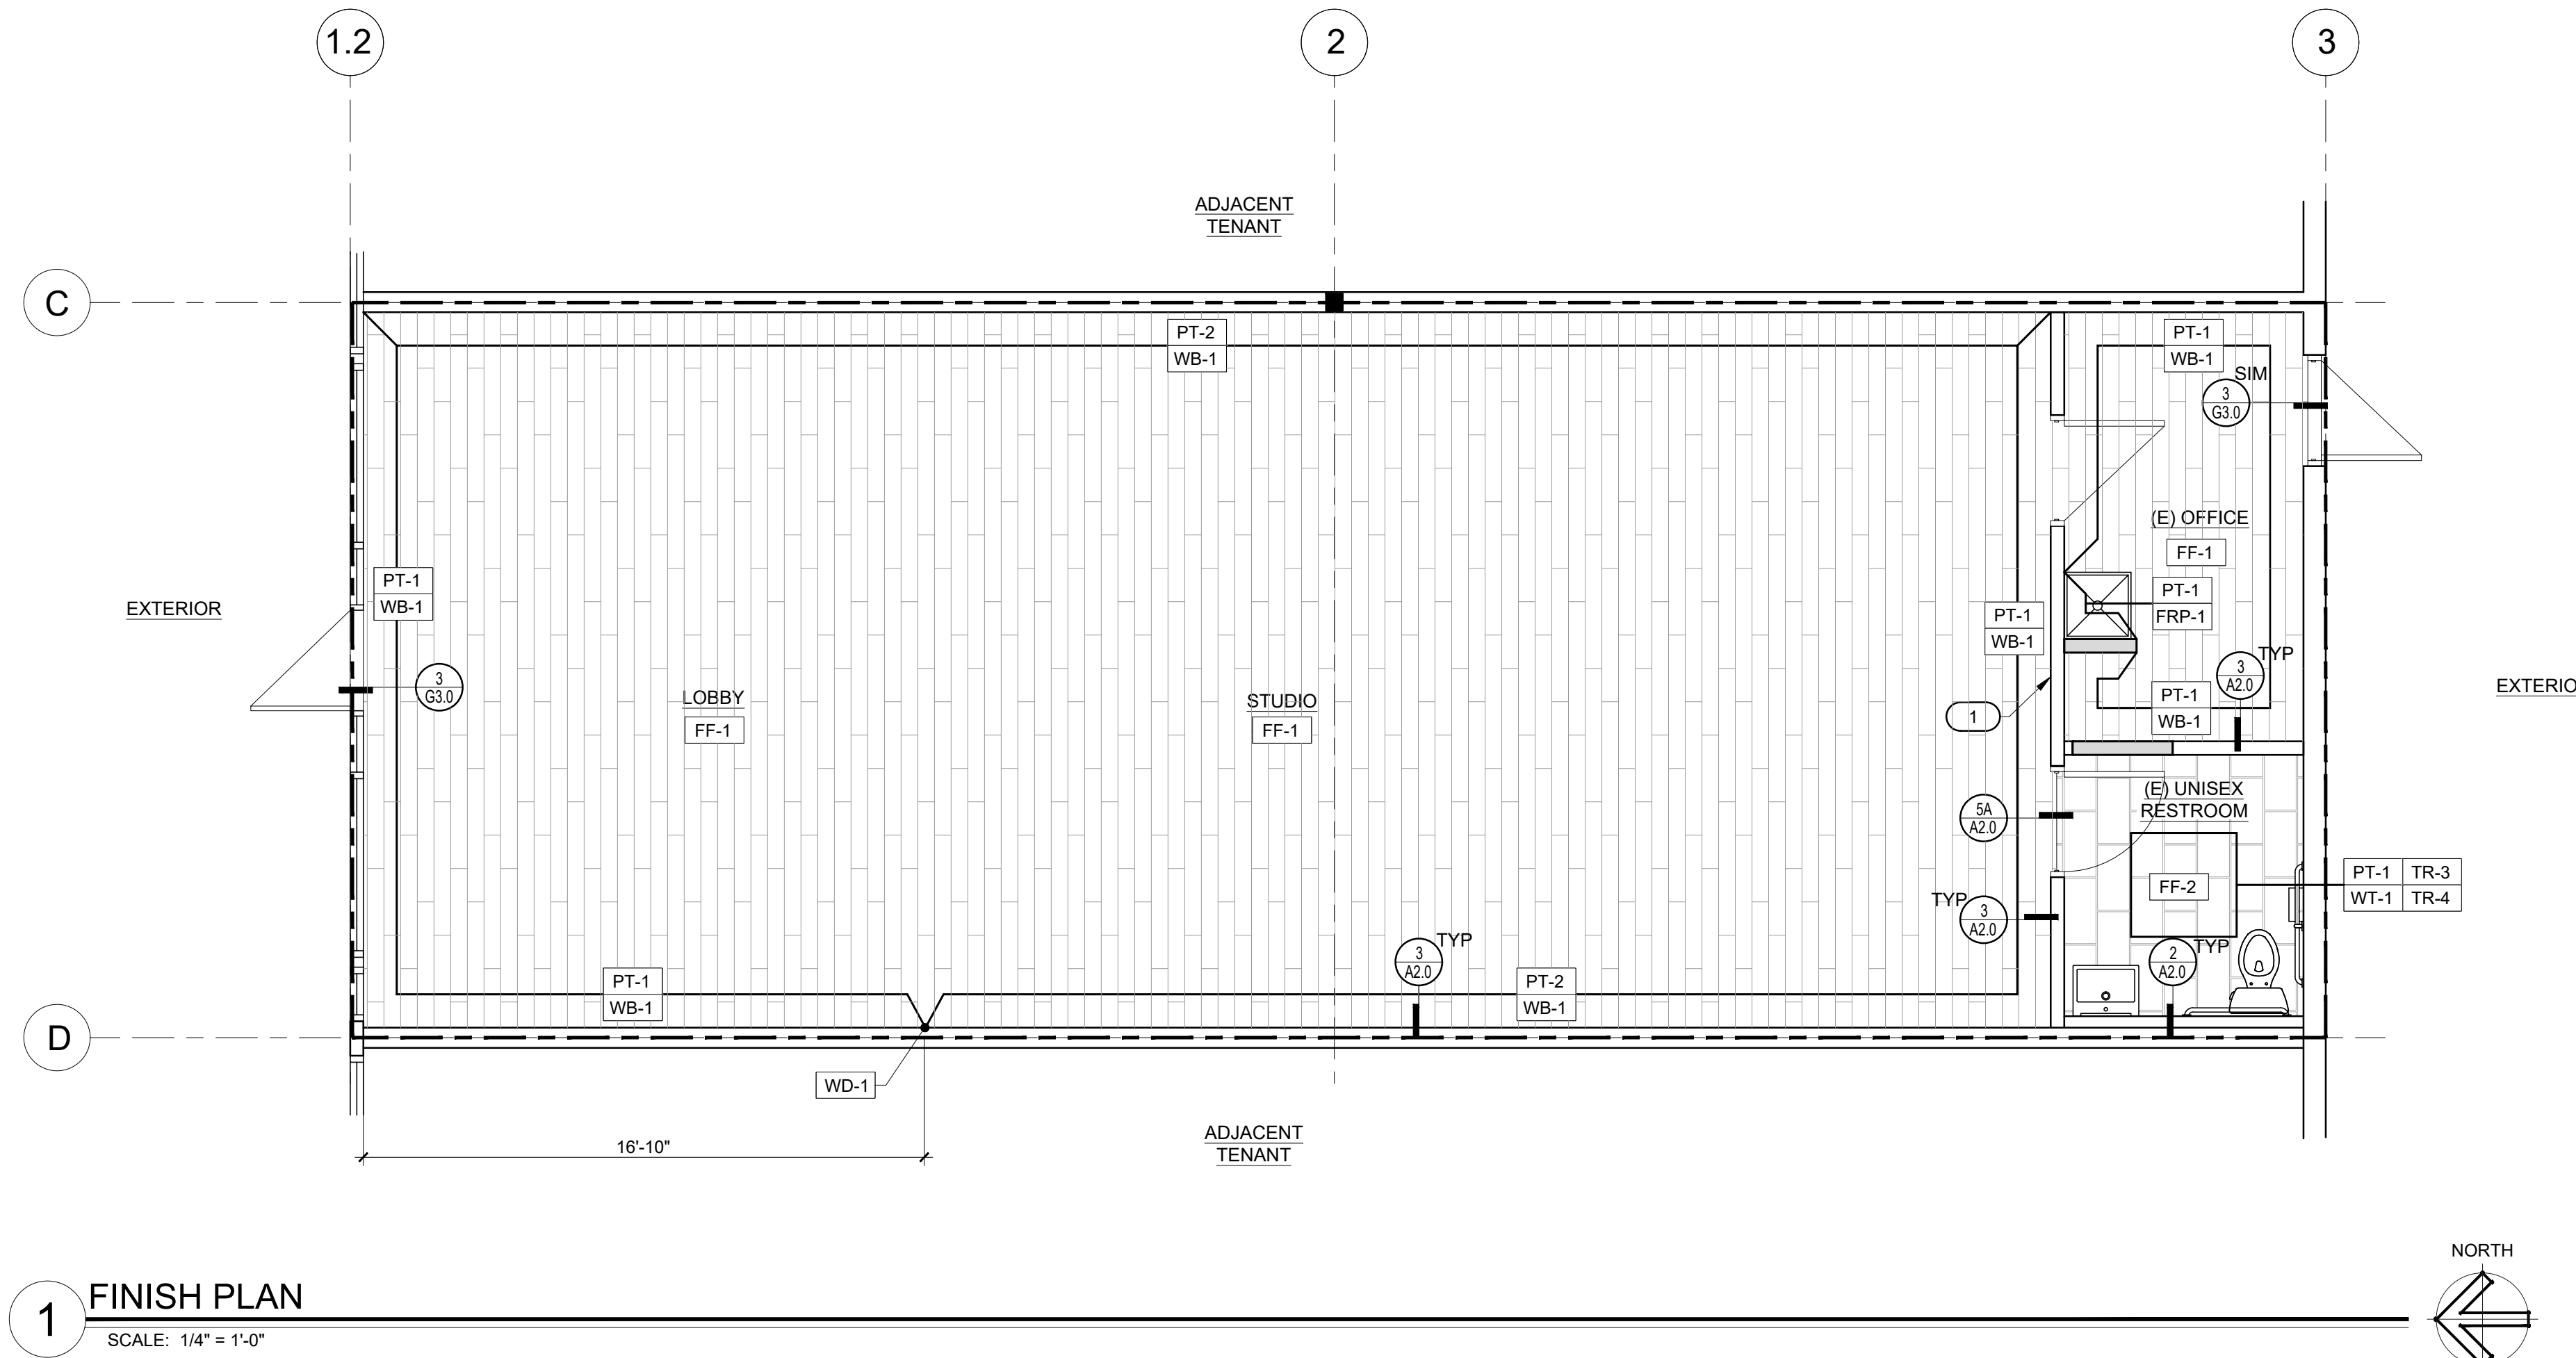 1.2
2
3
ADJACENT
TENANT
C
PT-2
WB-1
PT-1
WB-1
SIM
3
G3.0
(E) OFFICE
FF-1
PT-1
WB-1
EXTERIOR
PT-1
FRP-1
PT-1
WB-1
3
G3.0
LOBBY
FF-1
STUDIO
FF-1
1
TYP
3
A2.0
PT-1
WB-1
EXTERIO
(E) UNISEX
RESTROOM
5A
A2.0
FF-2
PT-1 TR-3
WT-1 TR-4
TYP
3
A2.0
3
A2.0
TYP
2
A2.0
TYP
PT-1
WB-1
PT-2
WB-1
D
WD-1
16'-10"
ADJACENT
TENANT
NORTH
1
FINISH PLAN
SCALE: 1/4" = 1'-0"